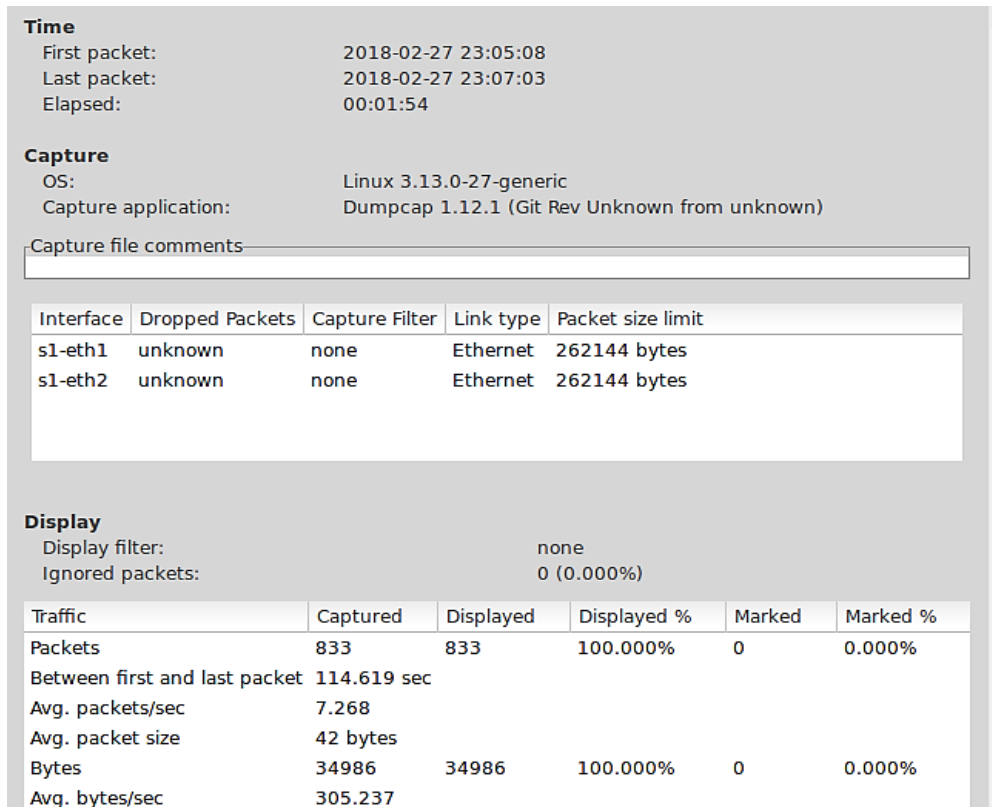 Time
First packet: 2018-02-27 23:05:08
Last packet: 2018-02-27 23:07:03
Elapsed: 00:01:54
Capture
OS: Linux 3.13.0-27-generic
Capture application: Dumpcap 1.12.1 (Git Rev Unknown from unknown)
Capture file comments
Interface Dropped Packets Capture Filter Link type Packet size limit
s1-eth1 unknown none Ethernet 262144 bytes
s1-eth2 unknown none Ethernet 262144 bytes
Display
Display filter: none
Ignored packets: 0 (0.000%)
Traffic Captured Displayed Displayed % Marked Marked %
Packets 833 833 100.000% 0 0.000%
Between first and last packet 114.619 sec
Avg. packets/sec 7.268
Avg. packet size 42 bytes
Bytes 34986 34986 100.000% 0 0.000%
Avg. bytes/sec 305.237